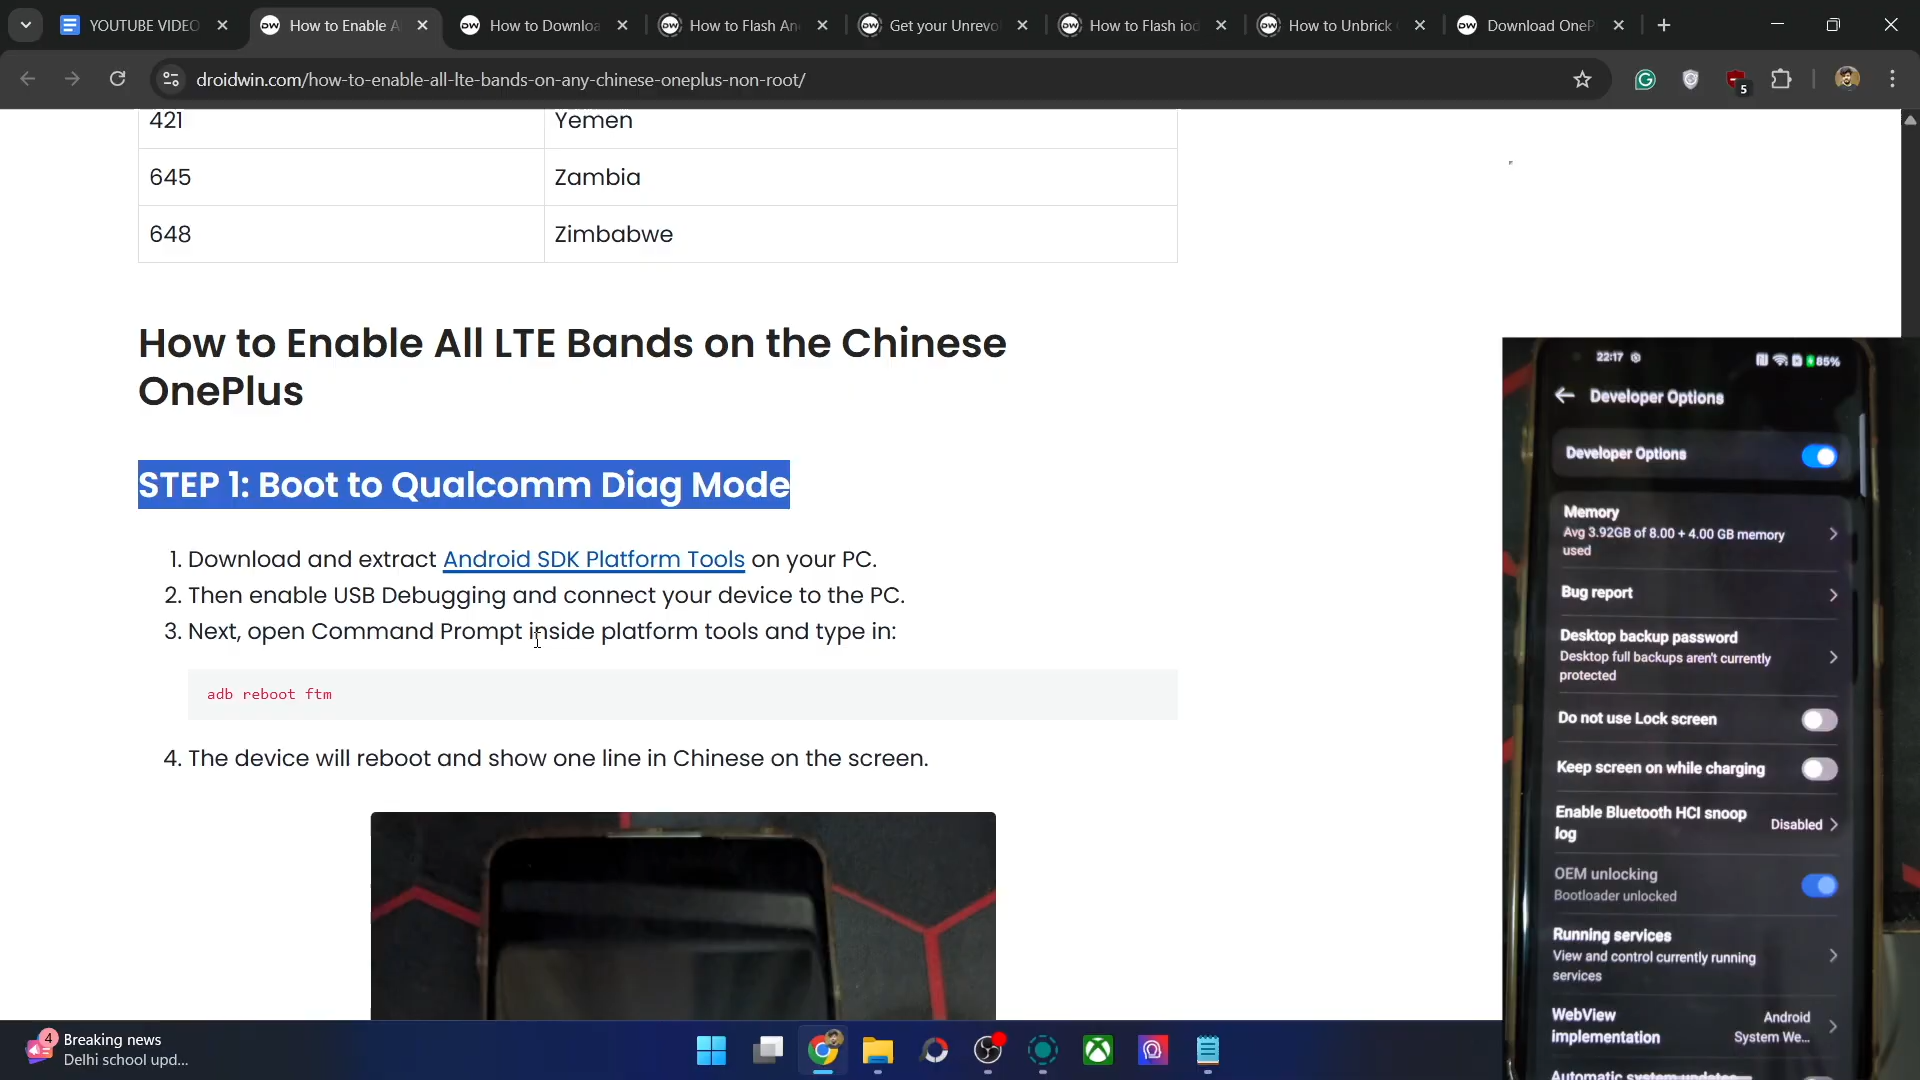 YOUTUBE VIDEO
How to Enable A
How to Downloa
How to Flash An
Get your Unrevo
How to Flash iod
How to Unbrick
Download OneP
droidwin.com/how-to-enable-all-lte-bands-on-any-chinese-oneplus-non-root/
5
421 Yemen
645 Zambia
648 Zimbabwe
How to Enable All LTE Bands on the Chinese
OnePlus
STEP 1: Boot to Qualcomm Diag Mode
1. Download and extract Android SDK Platform Tools on your PC.
2. Then enable USB Debugging and connect your device to the PC.
3. Next, open Command Prompt inside platform tools and type in:
adb reboot ftm
4. The device will reboot and show one line in Chinese on the screen.
22:17 85%
Developer Options
Developer Options
Memory
Avg 3.92GB of 8.00 + 4.00 GB memory
used
Bug report
Desktop backup password
Desktop full backups aren't currently
protected
Do not use Lock screen
Keep screen on while charging
Enable Bluetooth HCI snoop
log
Disabled
OEM unlocking
Bootloader unlocked
Running services
View and control currently running
services
WebView
implementation
Android
System We...
Automatic system updates
4
Breaking news
Delhi school upd...